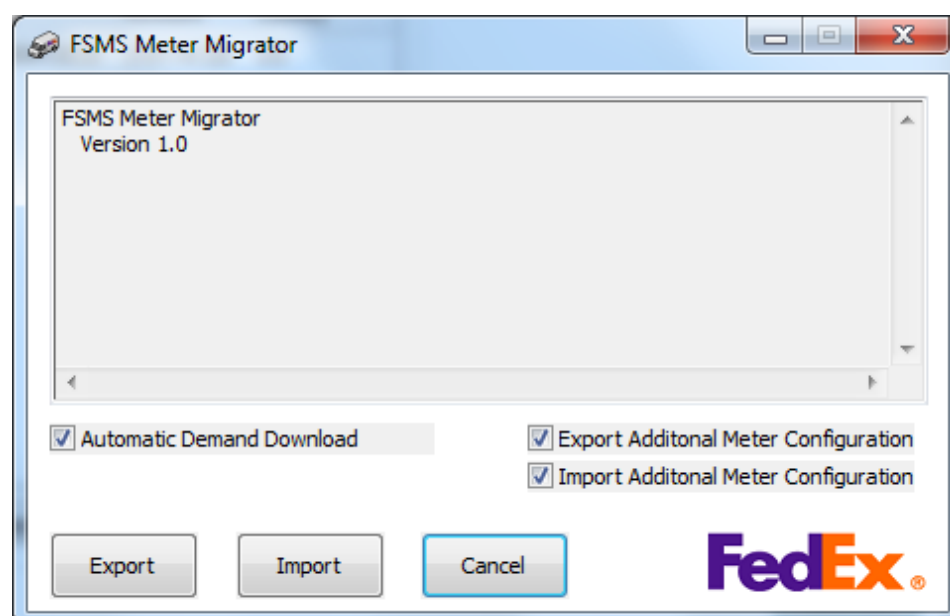 FSMS Meter Migrator
FSMS Meter Migrator
Version 1.0
Automatic Demand Download
Export Additonal Meter Configuration
Import Additonal Meter Configuration
Export
Import
Cancel
FedEx®